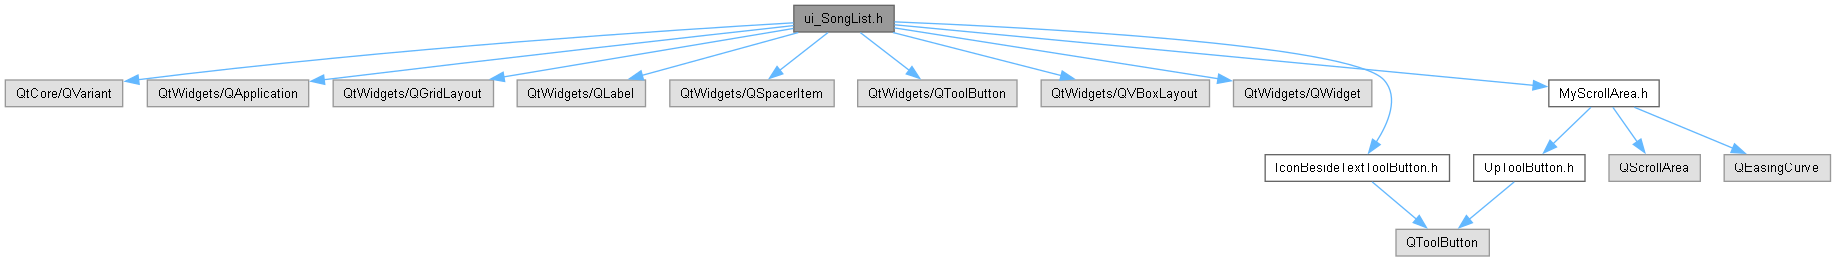 ui_SongList.h
QtCore/QVariant
QtWidgets/QApplication
QtWidgets/QGridLayout
QtWidgets/QLabel
QtWidgets/QSpacerItem
QtWidgets/QToolButton
QtWidgets/QVBoxLayout
QtWidgets/QWidget
MyScrollArea.h
IconBesideTextToolButton.h
UpToolButton.h
QScrollArea
QEasingCurve
QToolButton